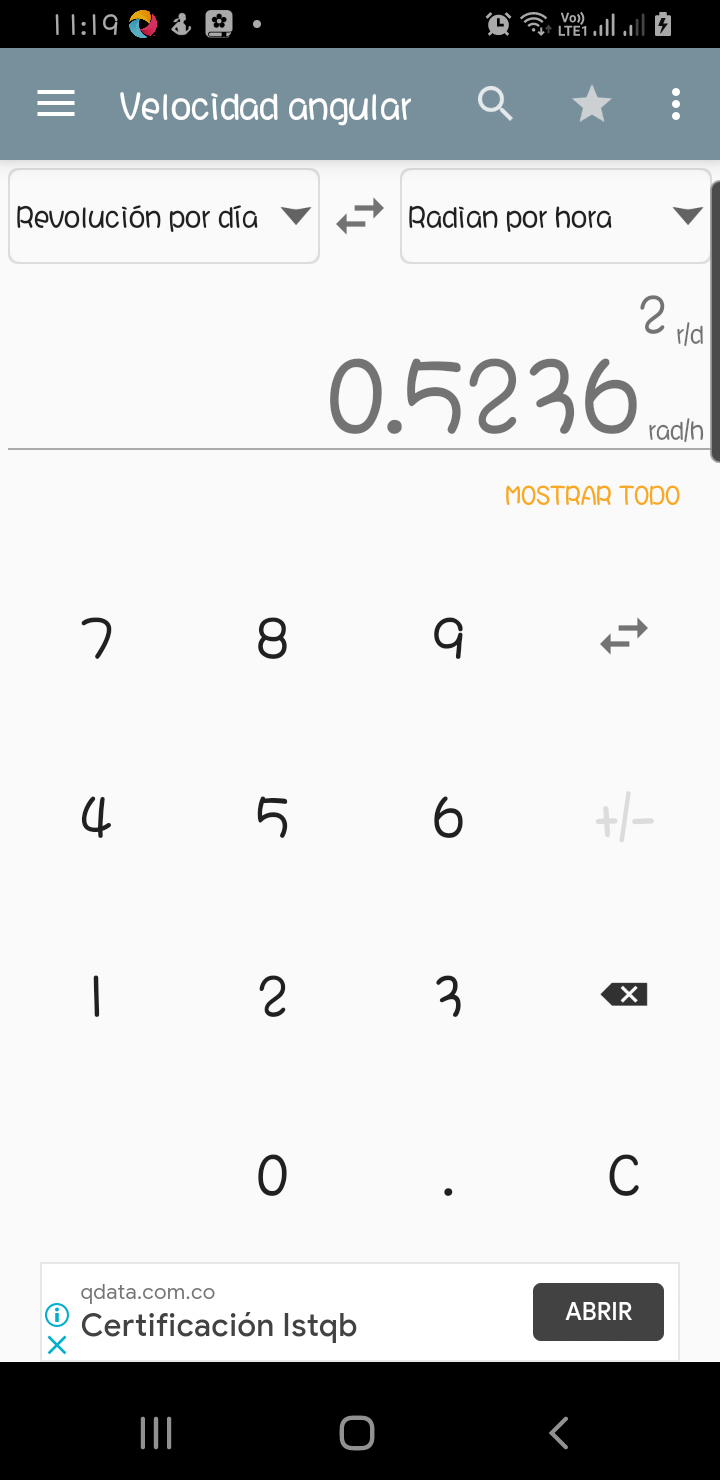 11:19
Vo))
LTE1
Velocidad angular
Revolución por día
Radian por hora
2 r/d
0.5236 rad/h
MOSTRAR TODO
7 8 9
4 5 6 +/-
1 2 3
0 . C
qdata.com.co
Certificación Istqb
ABRIR